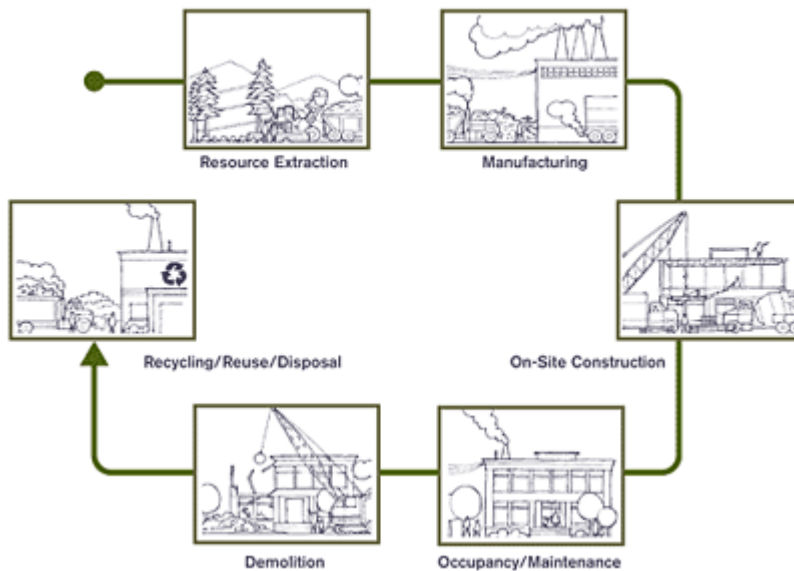 Resource Extraction
Manufacturing
On-Site Construction
Occupancy/Maintenance
Demolition
Recycling/Reuse/Disposal